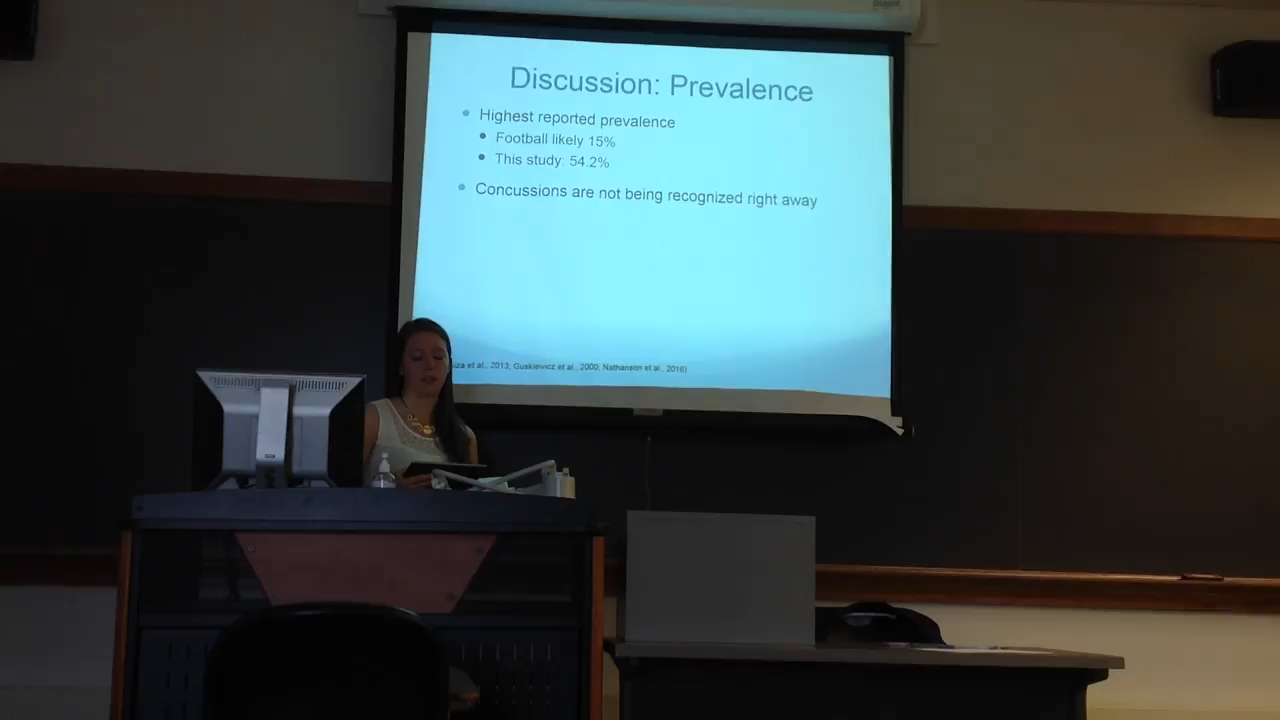 Discussion: Prevalence
Highest reported prevalence
Football likely 15%
This study: 54.2%
Concussions are not being recognized right away
et al., 2013; Guskiewicz et al., 2000; Nathanson et al., 2016)